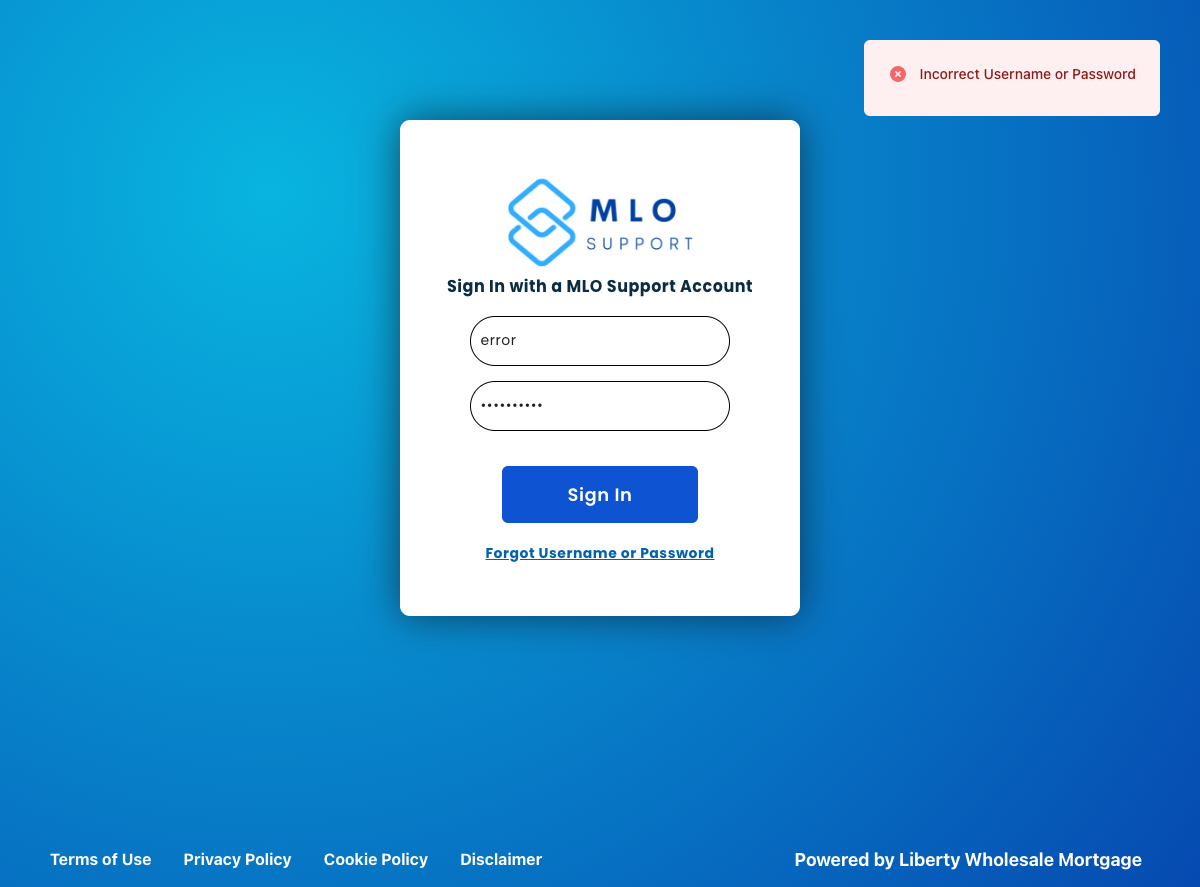 Incorrect Username or Password
MLO
SUPPORT
Sign In with a MLO Support Account
error
••••••••••
Sign In
Forgot Username or Password
Terms of Use Privacy Policy Cookie Policy Disclaimer Powered by Liberty Wholesale Mortgage